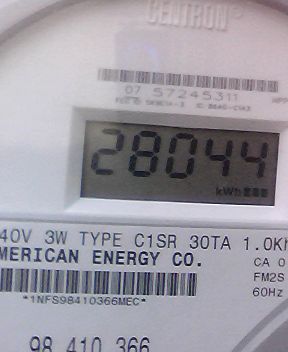 CENTRON®
07 57245311
28044
kWh
40V 3W TYPE C1SR 30TA 1.0Kh
MERICAN ENERGY CO.
CA 0
FM2S
*1NFS98410366MEC*
60Hz
98 410 366